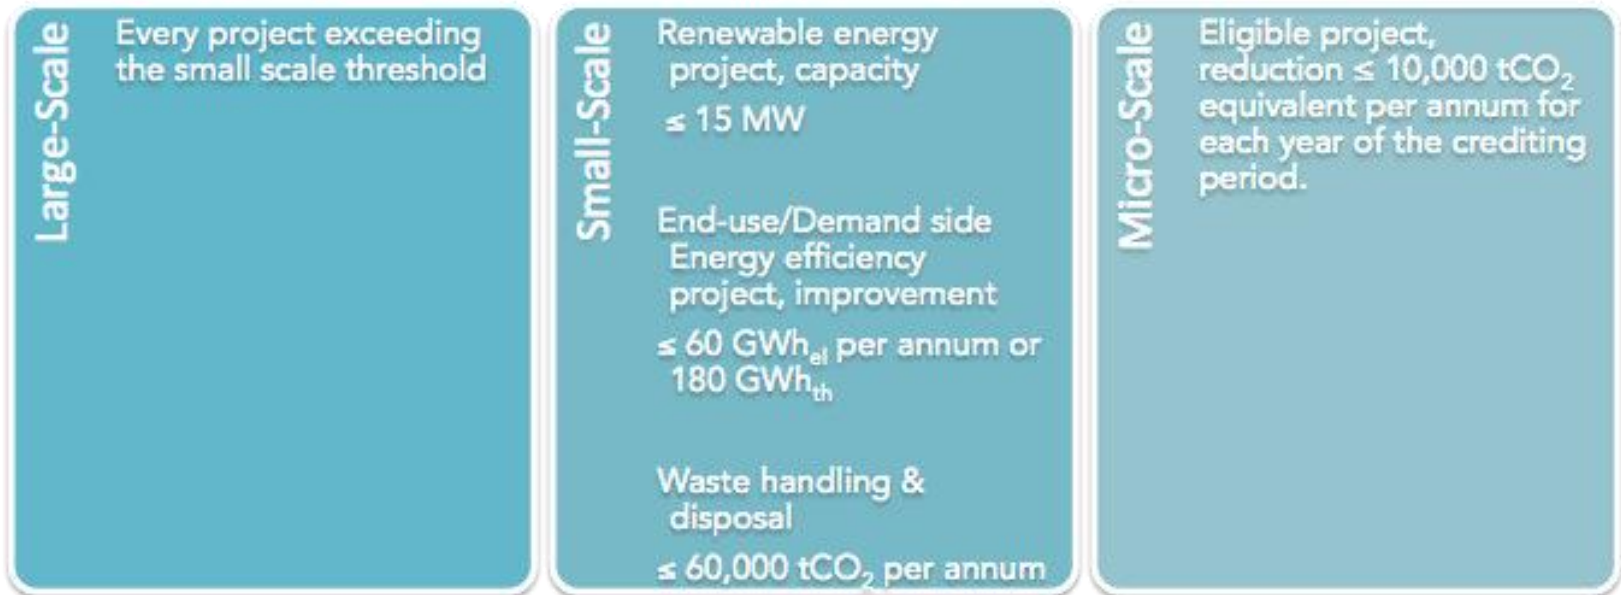 Large-Scale
Every project exceeding
the small scale threshold
Small-Scale
Renewable energy
project, capacity
≤ 15 MW
End-use/Demand side
Energy efficiency
project, improvement
≤ 60 GWhel per annum or
180 GWhth
Waste handling &
disposal
≤ 60,000 tCO2 per annum
Micro-Scale
Eligible project,
reduction ≤ 10,000 tCO2
equivalent per annum for
each year of the crediting
period.